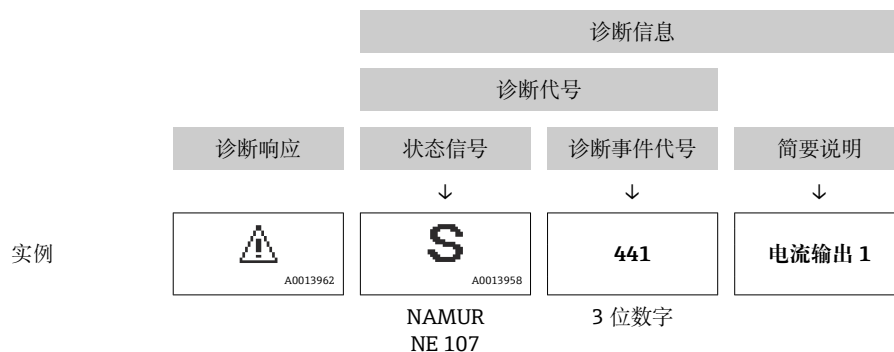 诊断信息
诊断代号
诊断响应 状态信号 诊断事件代号 简要说明
↓ ↓ ↓
实例 S 441 电流输出 1
A0013962 A0013958
NAMUR 3 位数字
NE 107